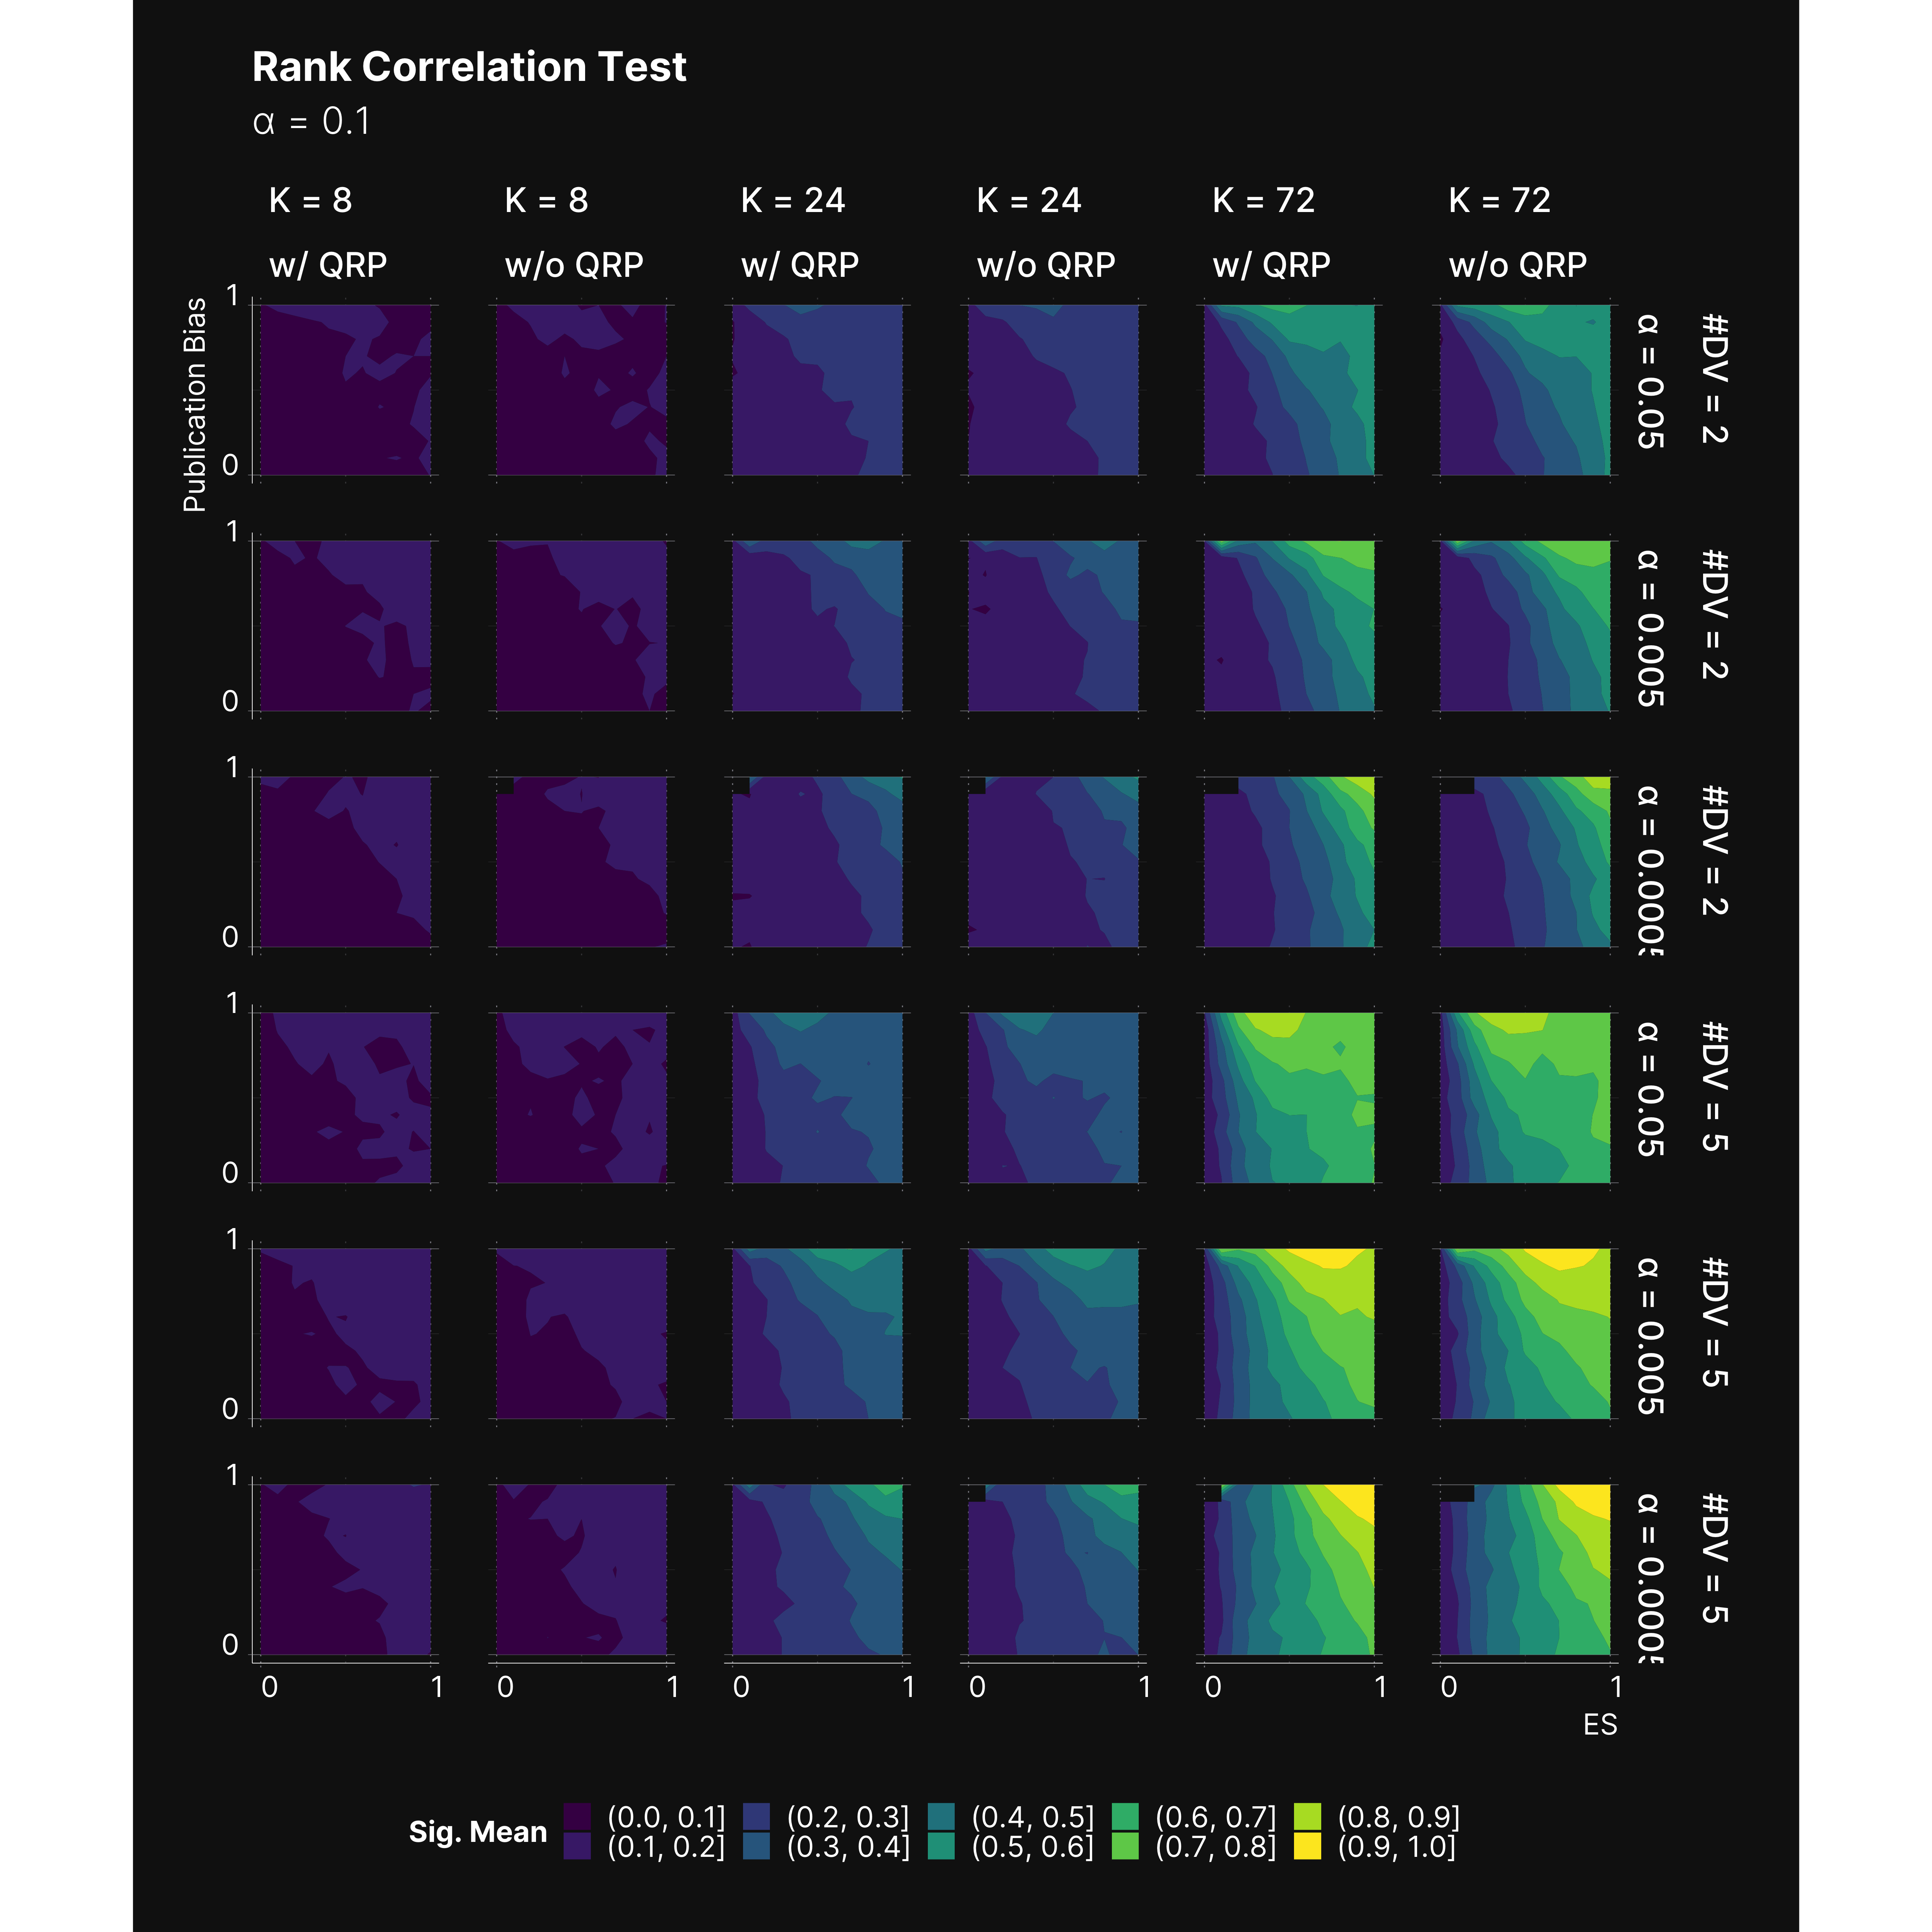 Rank Correlation Test
α = 0.1
K = 8 K = 8 K = 24 K = 24 K = 72 K = 72
w/ QRP w/o QRP w/ QRP w/o QRP w/ QRP w/o QRP
Publication Bias
1
0
α = 0.05
#DV = 2
1
0
α = 0.005
#DV = 2
1
0
α = 0.000
#DV = 2
1
0
α = 0.05
#DV = 5
1
0
α = 0.005
#DV = 5
1
0
α = 0.000
#DV = 5
0 1 0 1 0 1 0 1 0 1 0 1
ES
Sig. Mean
(0.0, 0.1] (0.2, 0.3] (0.4, 0.5] (0.6, 0.7] (0.8, 0.9]
(0.1, 0.2] (0.3, 0.4] (0.5, 0.6] (0.7, 0.8] (0.9, 1.0]